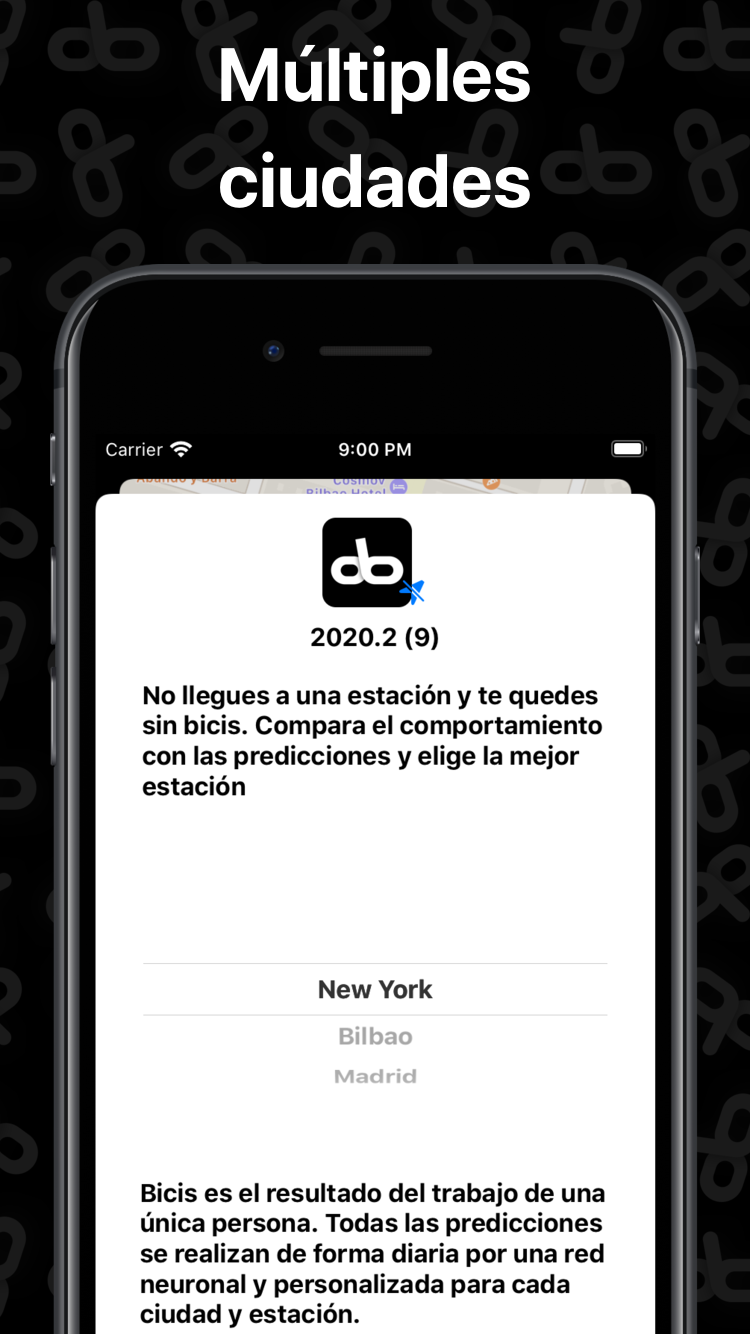 Múltiples
ciudades
Carrier
9:00 PM
Abando y Barra
Cosmov
Bilbao Hotel
2020.2 (9)
No llegues a una estación y te quedes
sin bicis. Compara el comportamiento
con las predicciones y elige la mejor
estación
New York
Bilbao
Madrid
Bicis es el resultado del trabajo de una
única persona. Todas las predicciones
se realizan de forma diaria por una red
neuronal y personalizada para cada
ciudad y estación.